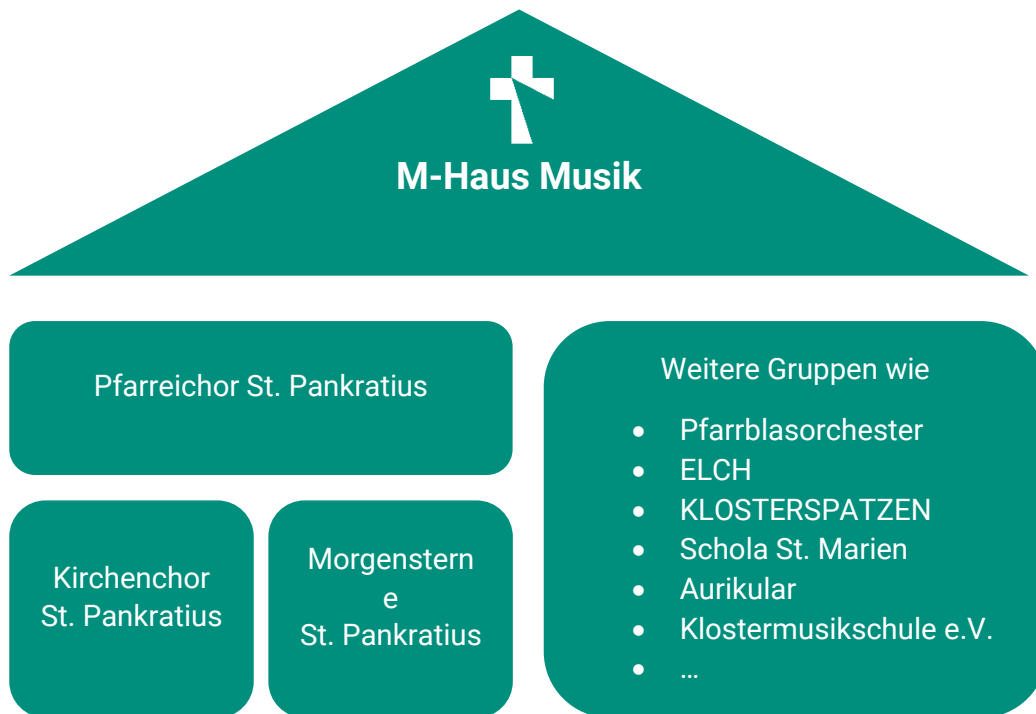 M-Haus Musik
Pfarreichor St. Pankratius
Kirchenchor
St. Pankratius
Morgenstern
e
St. Pankratius
Weitere Gruppen wie
• Pfarrblasorchester
• ELCH
• KLOSTERSPATZEN
• Schola St. Marien
• Aurikular
• Klostermusikschule e.V.
• ...